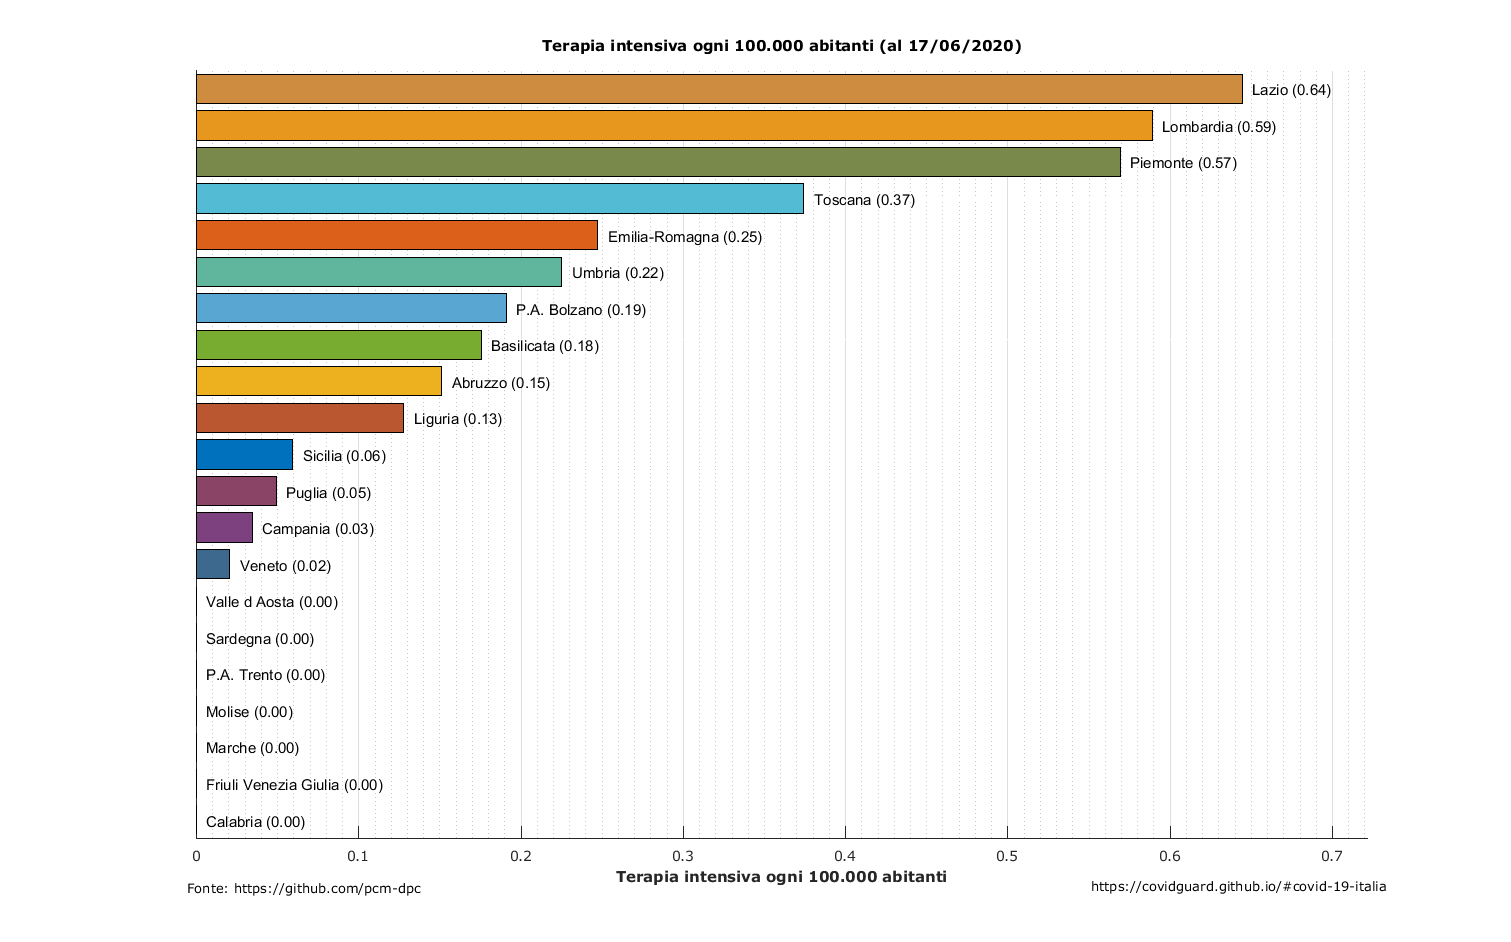 Terapia intensiva ogni 100.000 abitanti (al 17/06/2020)
Lazio (0.64)
Lombardia (0.59)
Piemonte (0.57)
Toscana (0.37)
Emilia-Romagna (0.25)
Umbria (0.22)
P.A. Bolzano (0.19)
Basilicata (0.18)
Abruzzo (0.15)
Liguria (0.13)
Sicilia (0.06)
Puglia (0.05)
Campania (0.03)
Veneto (0.02)
Valle d Aosta (0.00)
Sardegna (0.00)
P.A. Trento (0.00)
Molise (0.00)
Marche (0.00)
Friuli Venezia Giulia (0.00)
Calabria (0.00)
0 0.1 0.2 0.3 0.4 0.5 0.6 0.7
Terapia intensiva ogni 100.000 abitanti
Fonte: https://github.com/pcm-dpc
https://covidguard.github.io/#covid-19-italia